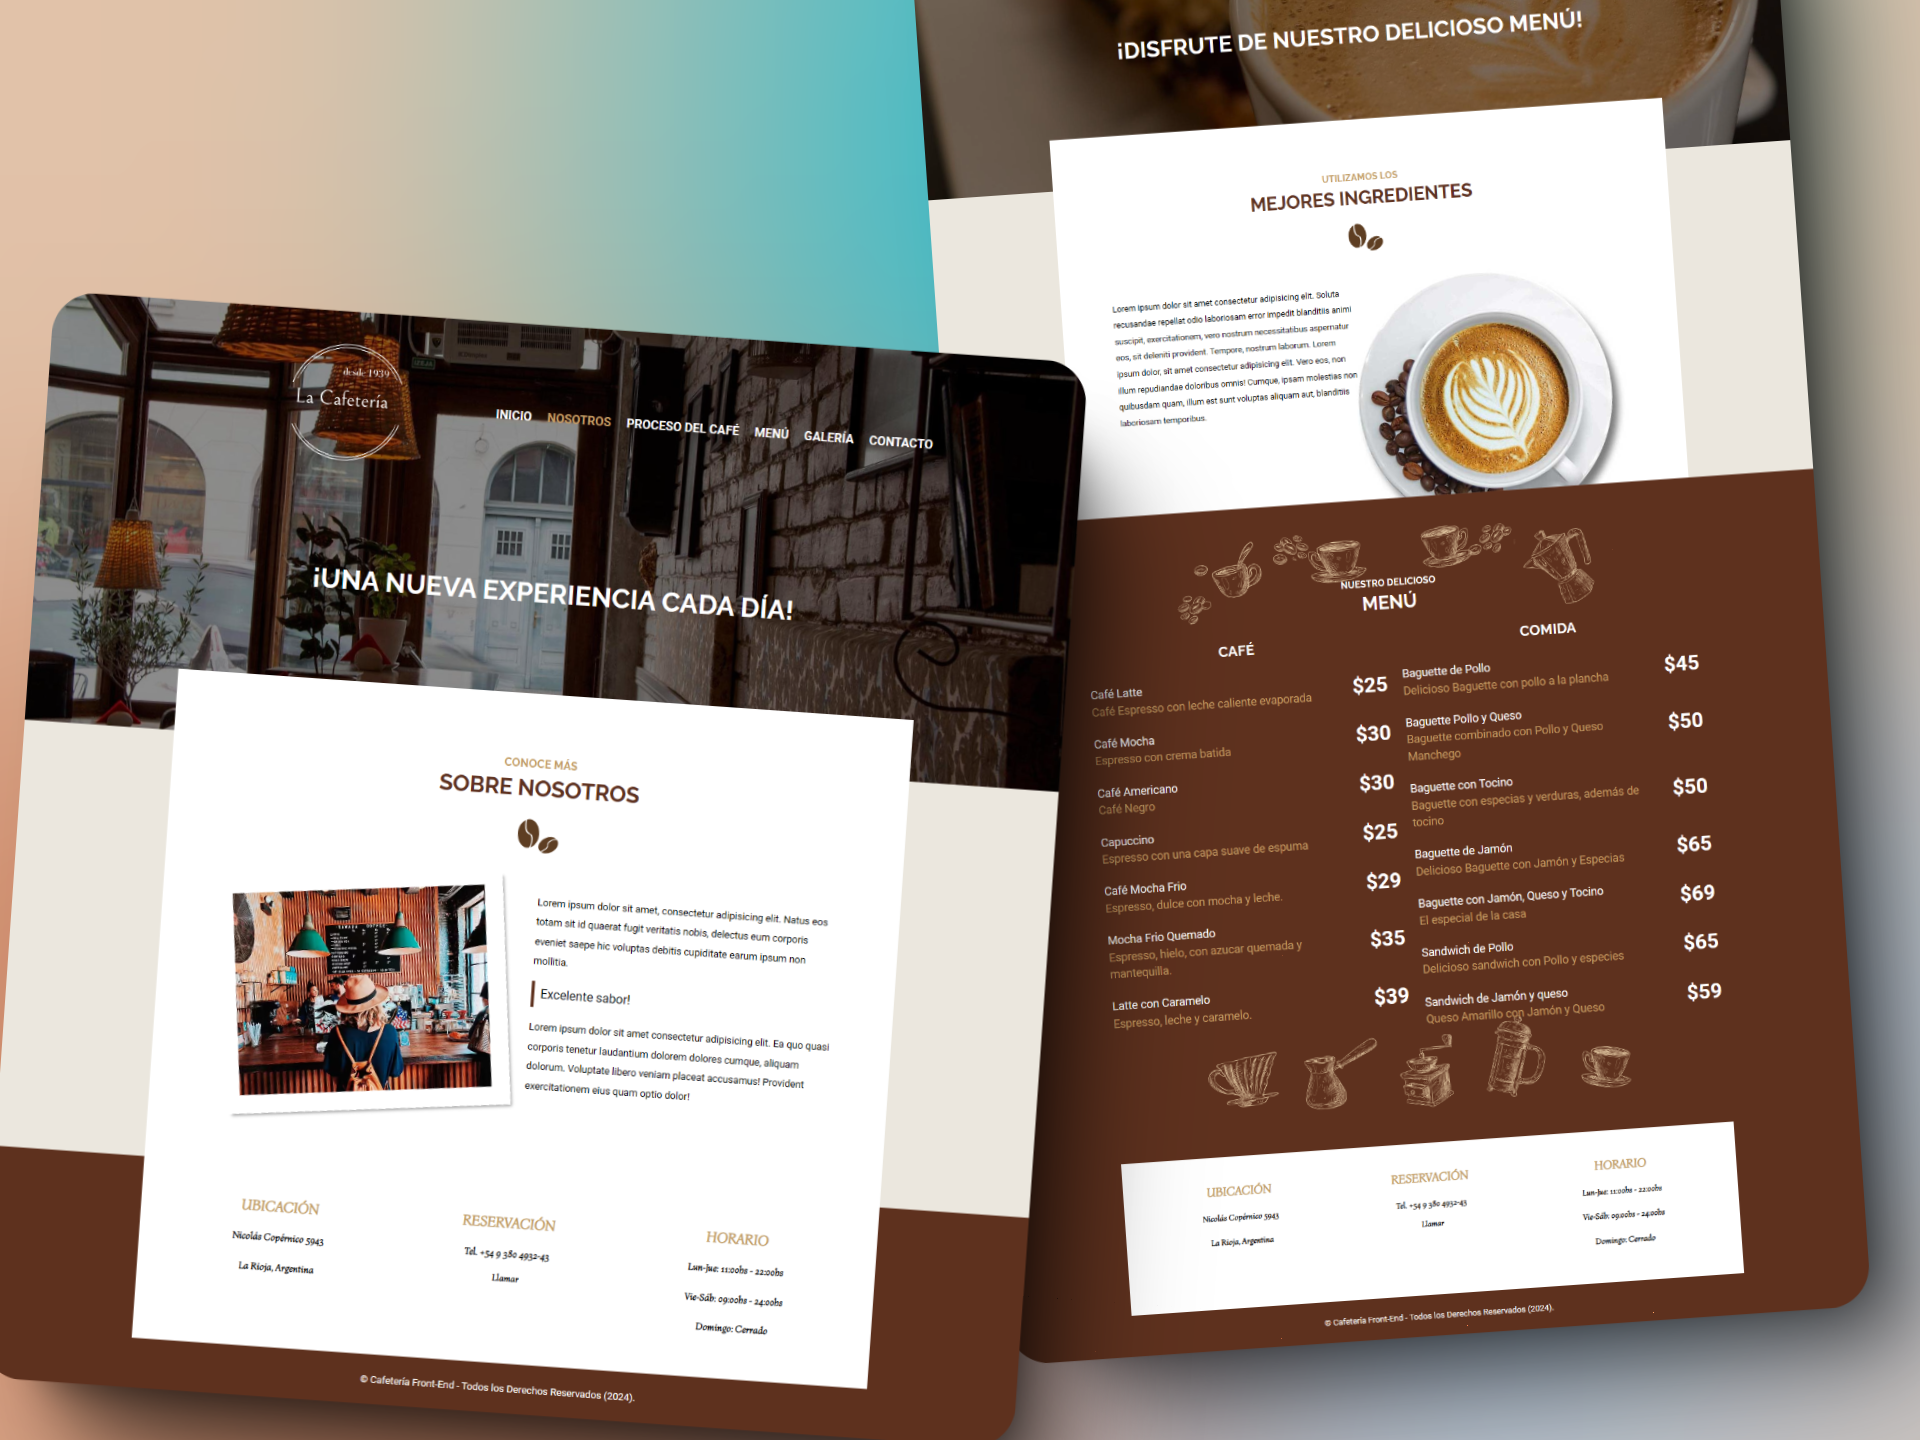 desde 1939
La Cafetería
INICIO NOSOTROS PROCESO DEL CAFÉ MENÚ GALERÍA CONTACTO
¡UNA NUEVA EXPERIENCIA CADA DÍA!
CONOCE MÁS
SOBRE NOSOTROS
Lorem ipsum dolor sit amet, consectetur adipisicing elit. Natus eos
totam sit id quaerat fugit veritatis nobis, delectus eum corporis
eveniet saepe hic voluptas debitis cupiditate earum ipsum non
mollitia.
Excelente sabor!
Lorem ipsum dolor sit amet consectetur adipisicing elit. Ea quo quasi
corporis tenetur laudantium dolorem dolores cumque, aliquam
dolorum. Voluptate libero veniam placeat accusamus! Provident
exercitationem eius quam optio dolor!
UBICACIÓN
Nicolás Copérnico 5943
La Rioja, Argentina
RESERVACIÓN
Tel. +54 9 380 4932-43
Llamar
HORARIO
Lun-Jue: 11:00hs - 22:00hs
Vie-Sáb: 09:00hs - 24:00hs
Domingo: Cerrado
© Cafetería Front-End - Todos los Derechos Reservados (2024).
¡DISFRUTE DE NUESTRO DELICIOSO MENÚ!
UTILIZAMOS LOS
MEJORES INGREDIENTES
Lorem ipsum dolor sit amet consectetur adipisicing elit. Soluta
recusandae repellat odio laboriosam error impedit blanditiis animi
suscipit, exercitationem, vero nostrum necessitatibus aspernatur
eos, sit deleniti provident. Tempore, nostrum laborum. Lorem
ipsum dolor, sit amet consectetur adipisicing elit. Vero eos, non
illum repudiandae doloribus omnis! Cumque, ipsam molestias non
quibusdam quam, illum est sunt voluptas aliquam aut, blanditiis
laboriosam temporibus.
NUESTRO DELICIOSO
MENÚ
CAFÉ
Café Latte $25
Café Espresso con leche caliente evaporada
Café Mocha $30
Espresso con crema batida
Café Americano $30
Café Negro
Capuccino $25
Espresso con una capa suave de espuma
Café Mocha Frio $29
Espresso, dulce con mocha y leche.
Mocha Frio Quemado $35
Espresso, hielo, con azucar quemada y
mantequilla.
Latte con Caramelo $39
Espresso, leche y caramelo.
COMIDA
Baguette de Pollo $45
Delicioso Baguette con pollo a la plancha
Baguette Pollo y Queso $50
Baguette combinado con Pollo y Queso
Manchego
Baguette con Tocino $50
Baguette con especias y verduras, además de
tocino
Baguette de Jamón $65
Delicioso Baguette con Jamón y Especias
Baguette con Jamón, Queso y Tocino $69
El especial de la casa
Sandwich de Pollo $65
Delicioso sandwich con Pollo y especies
Sandwich de Jamón y queso $59
Queso Amarillo con Jamón y Queso
UBICACIÓN
Nicolás Copérnico 5943
La Rioja, Argentina
RESERVACIÓN
Tel. +54 9 380 4932-43
Llamar
HORARIO
Lun-Jue: 11:00hs - 22:00hs
Vie-Sáb: 09:00hs - 24:00hs
Domingo: Cerrado
© Cafetería Front-End - Todos los Derechos Reservados (2024).